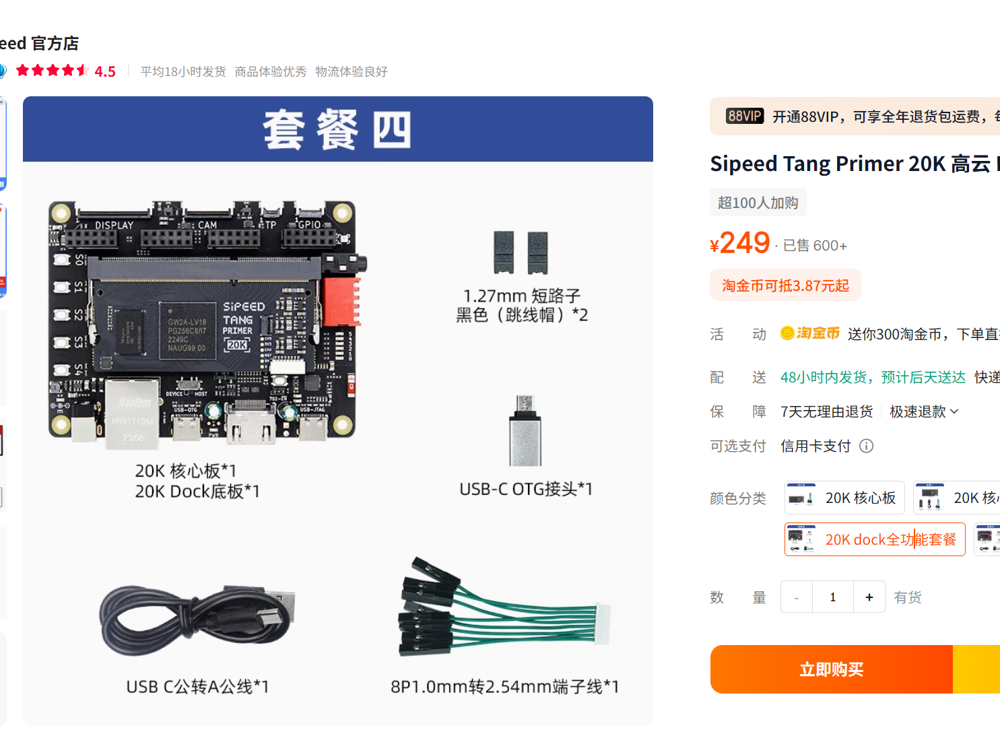 eed 官方店
4.5 平均18小时发货 商品体验优秀 物流体验良好
套餐四
DISPLAY CAM TP GPIO
S0
S1
S2
S3
S4
SiPEED
TANG
PRIMER
20K
GW2A-LV18
PG256C8/I7
2249C
NAUG99.00
DEVICE HOST
USB-OTG
USB-JTAG
PWR
NanRun
HR911105A
23/08
20K 核心板*1
20K Dock底板*1
1.27mm 短路子
黑色（跳线帽）*2
USB-C OTG接头*1
USB C公转A公线*1
8P1.0mm转2.54mm端子线*1
88VIP 开通88VIP，可享全年退货包运费，
Sipeed Tang Primer 20K 高云
超100人加购
¥249 · 已售 600+
淘金币可抵3.87元起
活动 淘金币 送你300淘金币，下单直
配送 48小时内发货，预计后天送达 快递
保障 7天无理由退货 极速退款
可选支付 信用卡支付
颜色分类 20K 核心板 20K 核
20K dock全功能套餐
数量 - 1 + 有货
立即购买